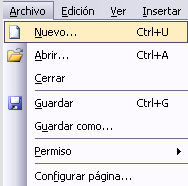 Archivo Edición Ver Insertar
Nuevo... Ctrl+U
Abrir... Ctrl+A
Cerrar
Guardar Ctrl+G
Guardar como...
Permiso
Configurar página...